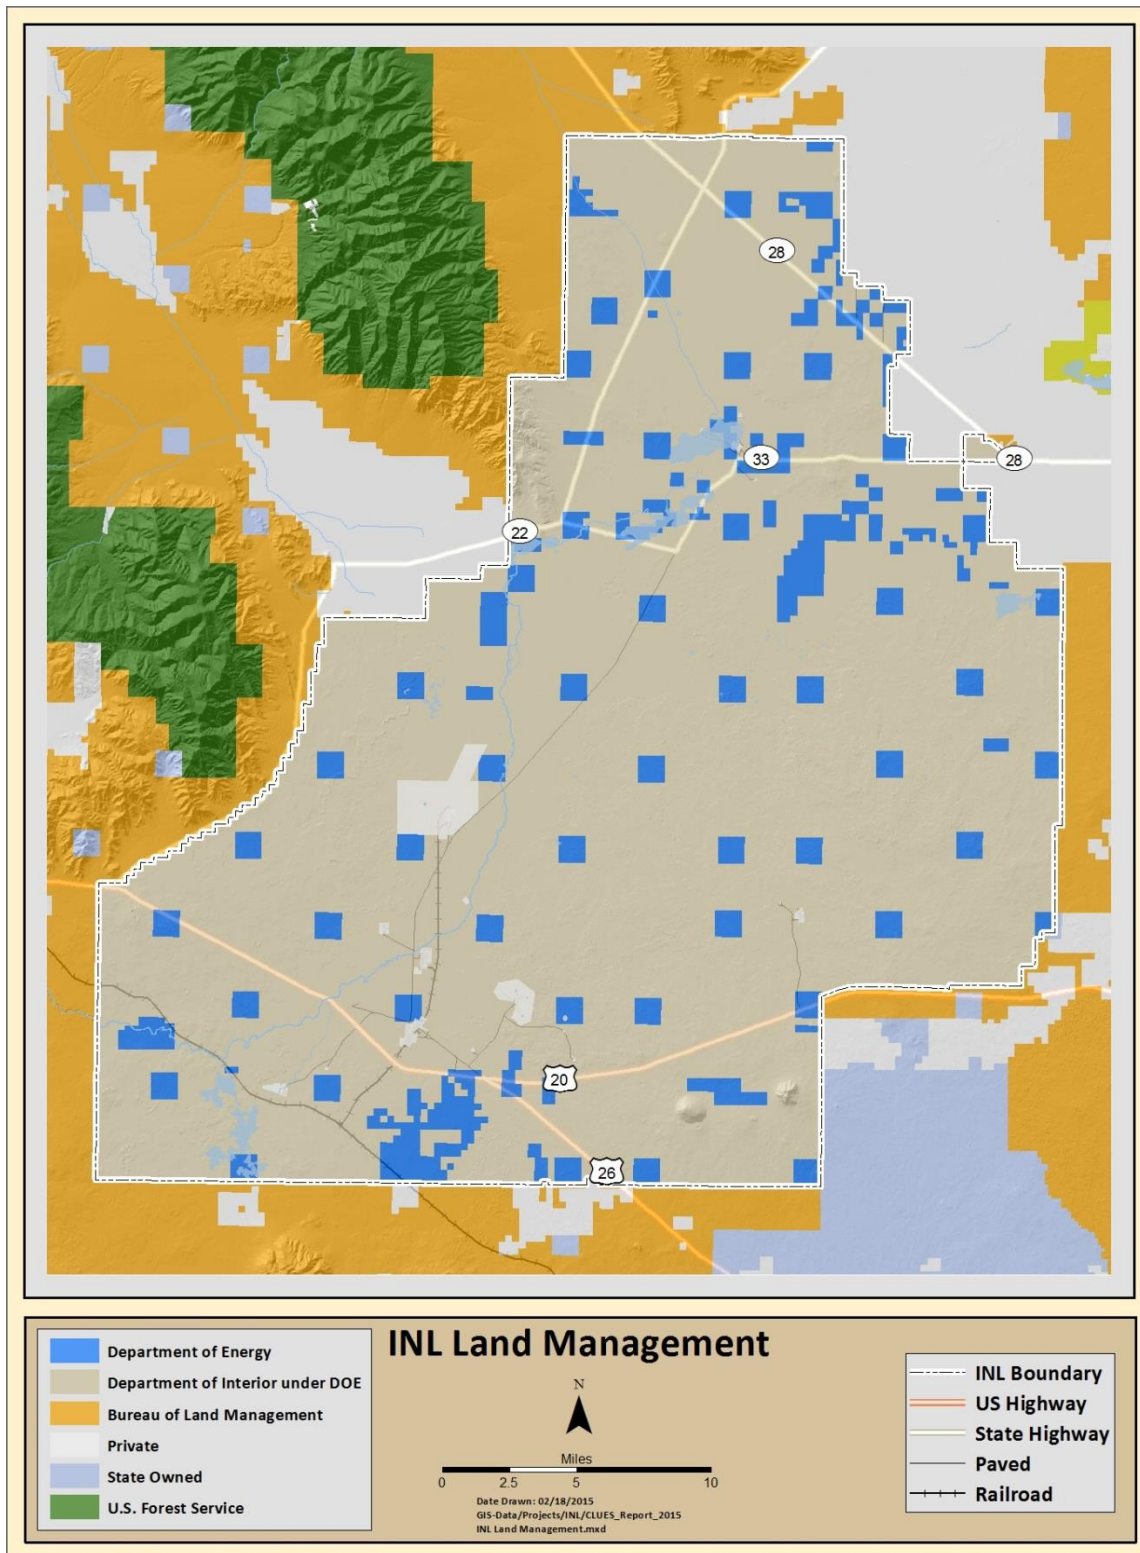 28
33
28
22
20
26
INL Land Management
Department of Energy
Department of Interior under DOE
Bureau of Land Management
Private
State Owned
U.S. Forest Service
N
Miles
0 2.5 5 10
Date Drawn: 02/18/2015
GIS-Data/Projects/INL/CLUES_Report_2015
INL Land Management.mxd
INL Boundary
US Highway
State Highway
Paved
Railroad